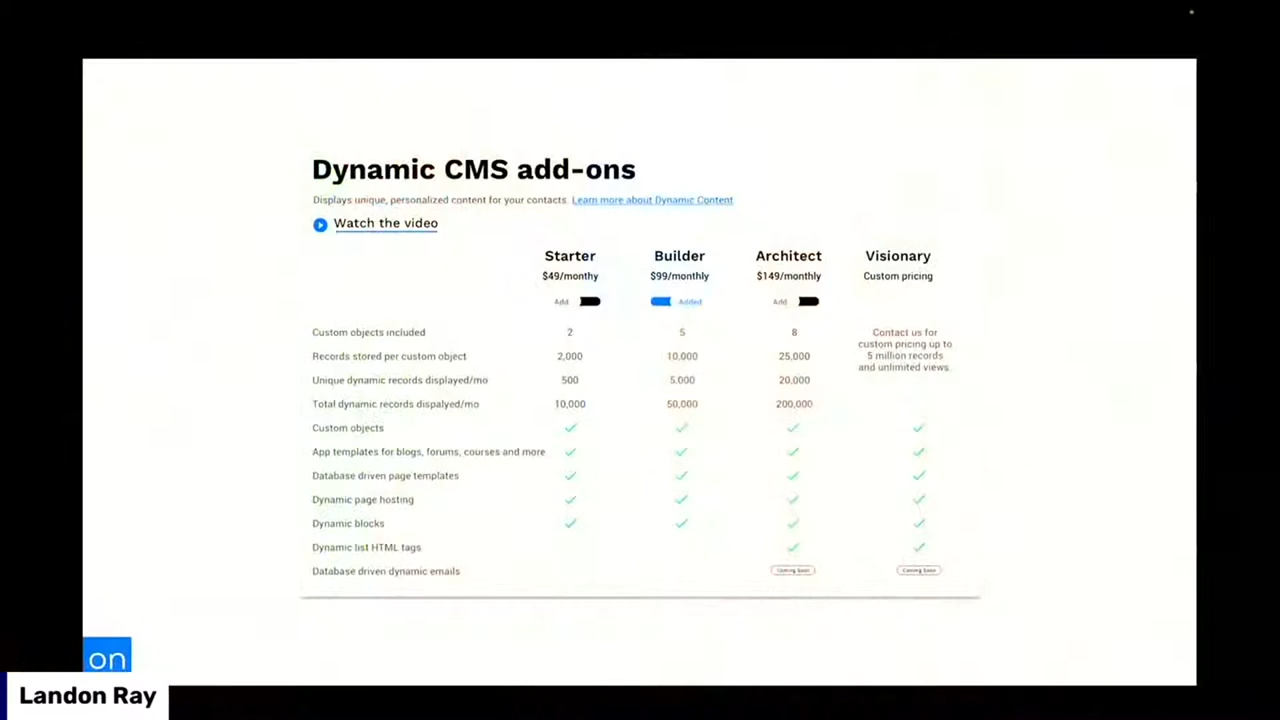 Dynamic CMS add-ons
Displays unique, personalized content for your contacts. Learn more about Dynamic Content
Watch the video
Starter Builder Architect Visionary
$49/monthy $99/monthly $149/monthly Custom pricing
Add Added Add
Custom objects included 2 5 8 Contact us for
custom pricing up to
Records stored per custom object 2,000 10,000 25,000 5 million records
and unlimited views.
Unique dynamic records displayed/mo 500 5.000 20,000
Total dynamic records dispalyed/mo 10,000 50,000 200,000
Custom objects
App templates for blogs, forums, courses and more
Database driven page templates
Dynamic page hosting
Dynamic blocks
Dynamic list HTML tags
Database driven dynamic emails Coming Soon Coming Soon
on
Landon Ray